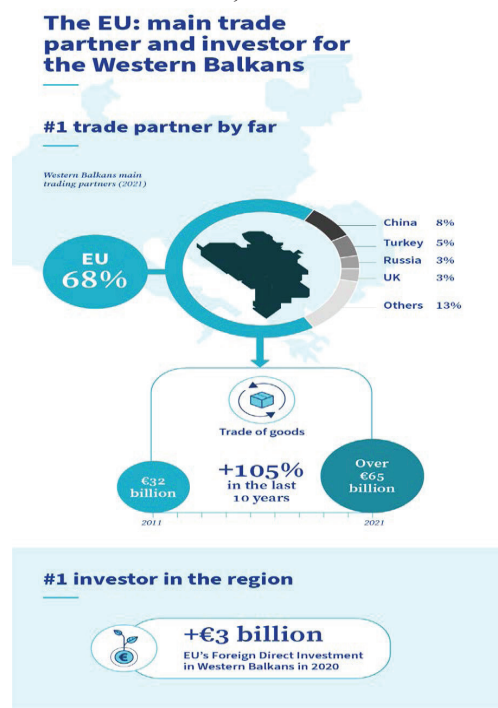 The EU: main trade
partner and investor for
the Western Balkans
#1 trade partner by far
Western Balkans main
trading partners (2021)
EU
68%
China 8%
Turkey 5%
Russia 3%
UK 3%
Others 13%
Trade of goods
€32
billion
+105%
in the last
10 years
Over
€65
billion
2011
2021
#1 investor in the region
+€3 billion
EU's Foreign Direct Investment
in Western Balkans in 2020
€